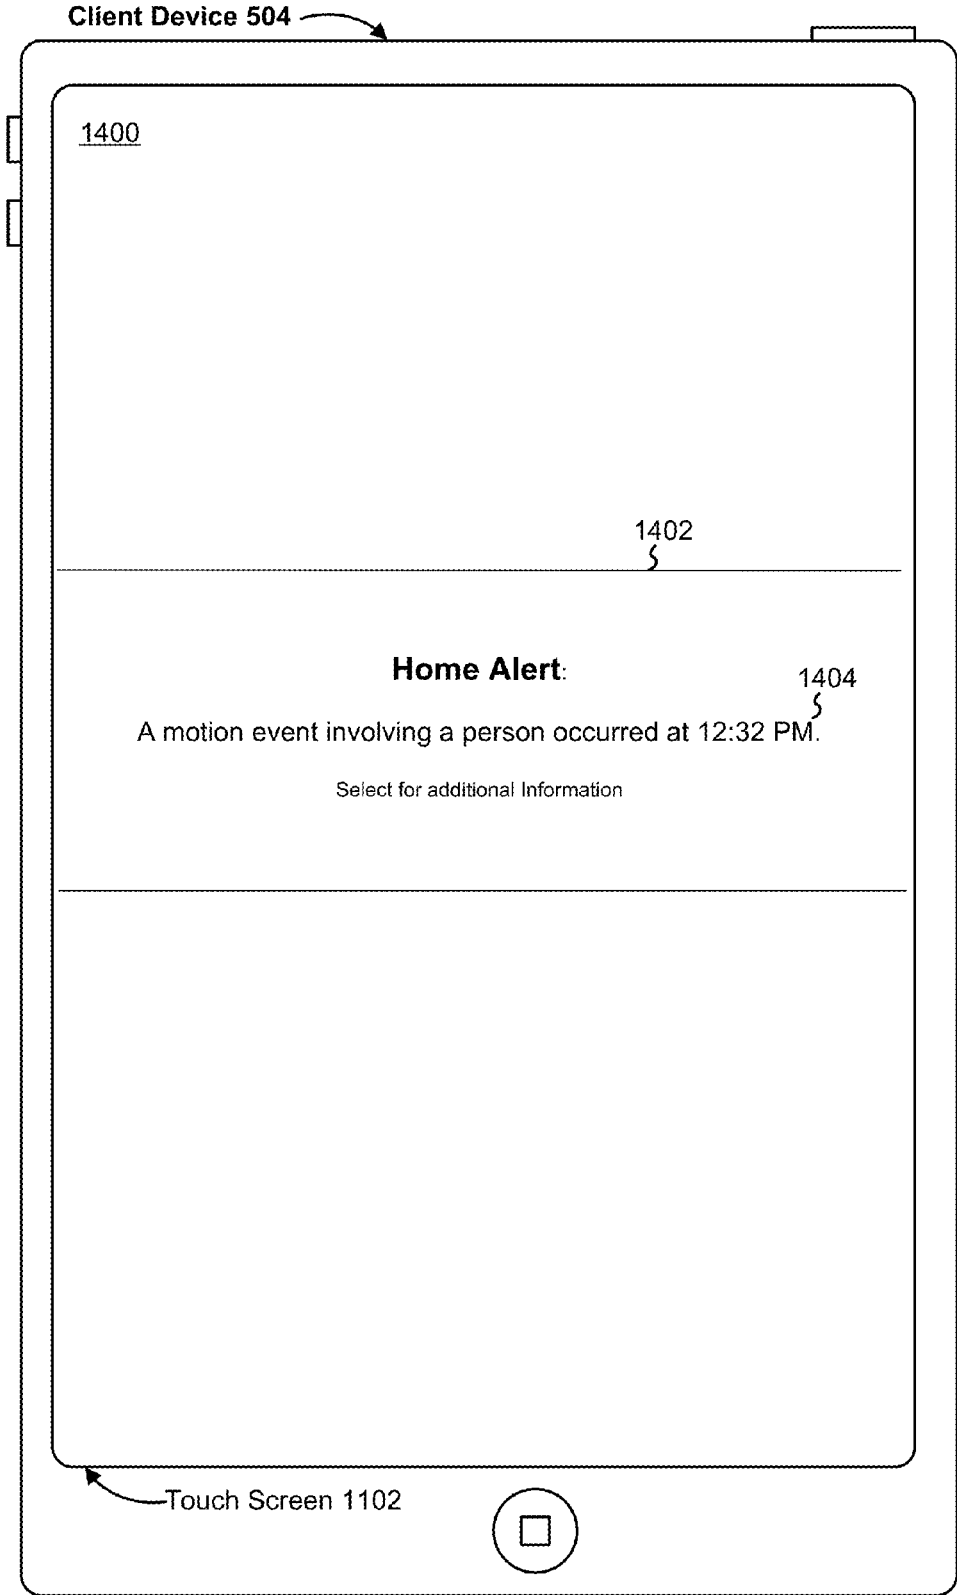 Client Device 504
1400
1402
Home Alert:
1404
A motion event involving a person occurred at 12:32 PM.
Select for additional Information
Touch Screen 1102